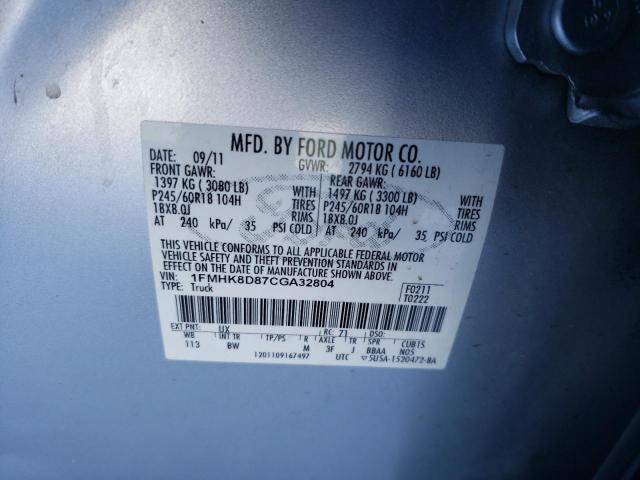 MFD. BY FORD MOTOR CO.
DATE: 09/11 GVWR: 2794 KG ( 6160 LB)
FRONT GAWR: REAR GAWR:
1397 KG ( 3080 LB) WITH 1497 KG ( 3300 LB) WITH
P245/60R18 104H TIRES P245/60R18 104H TIRES
18X8.0J RIMS 18X8.0J RIMS
AT 240 kPa/ 35 PSI COLD AT 240 kPa/ 35 PSI COLD
THIS VEHICLE CONFORMS TO ALL APPLICABLE FEDERAL MOTOR
VEHICLE SAFETY AND THEFT PREVENTION STANDARDS IN EFFECT
ON THE DATE OF MANUFACTURE SHOWN ABOVE.
VIN: 1FMHK8D87CGA32804 F0211
TYPE: Truck T0222
EXT PNT: UX RC: 71 DSO:
WB INT TR TP/PS R AXLE TR SPR CUBTS
113 BW M 3F J BBAA N05
1201109167497 UTC 5U5A-1520472-BA